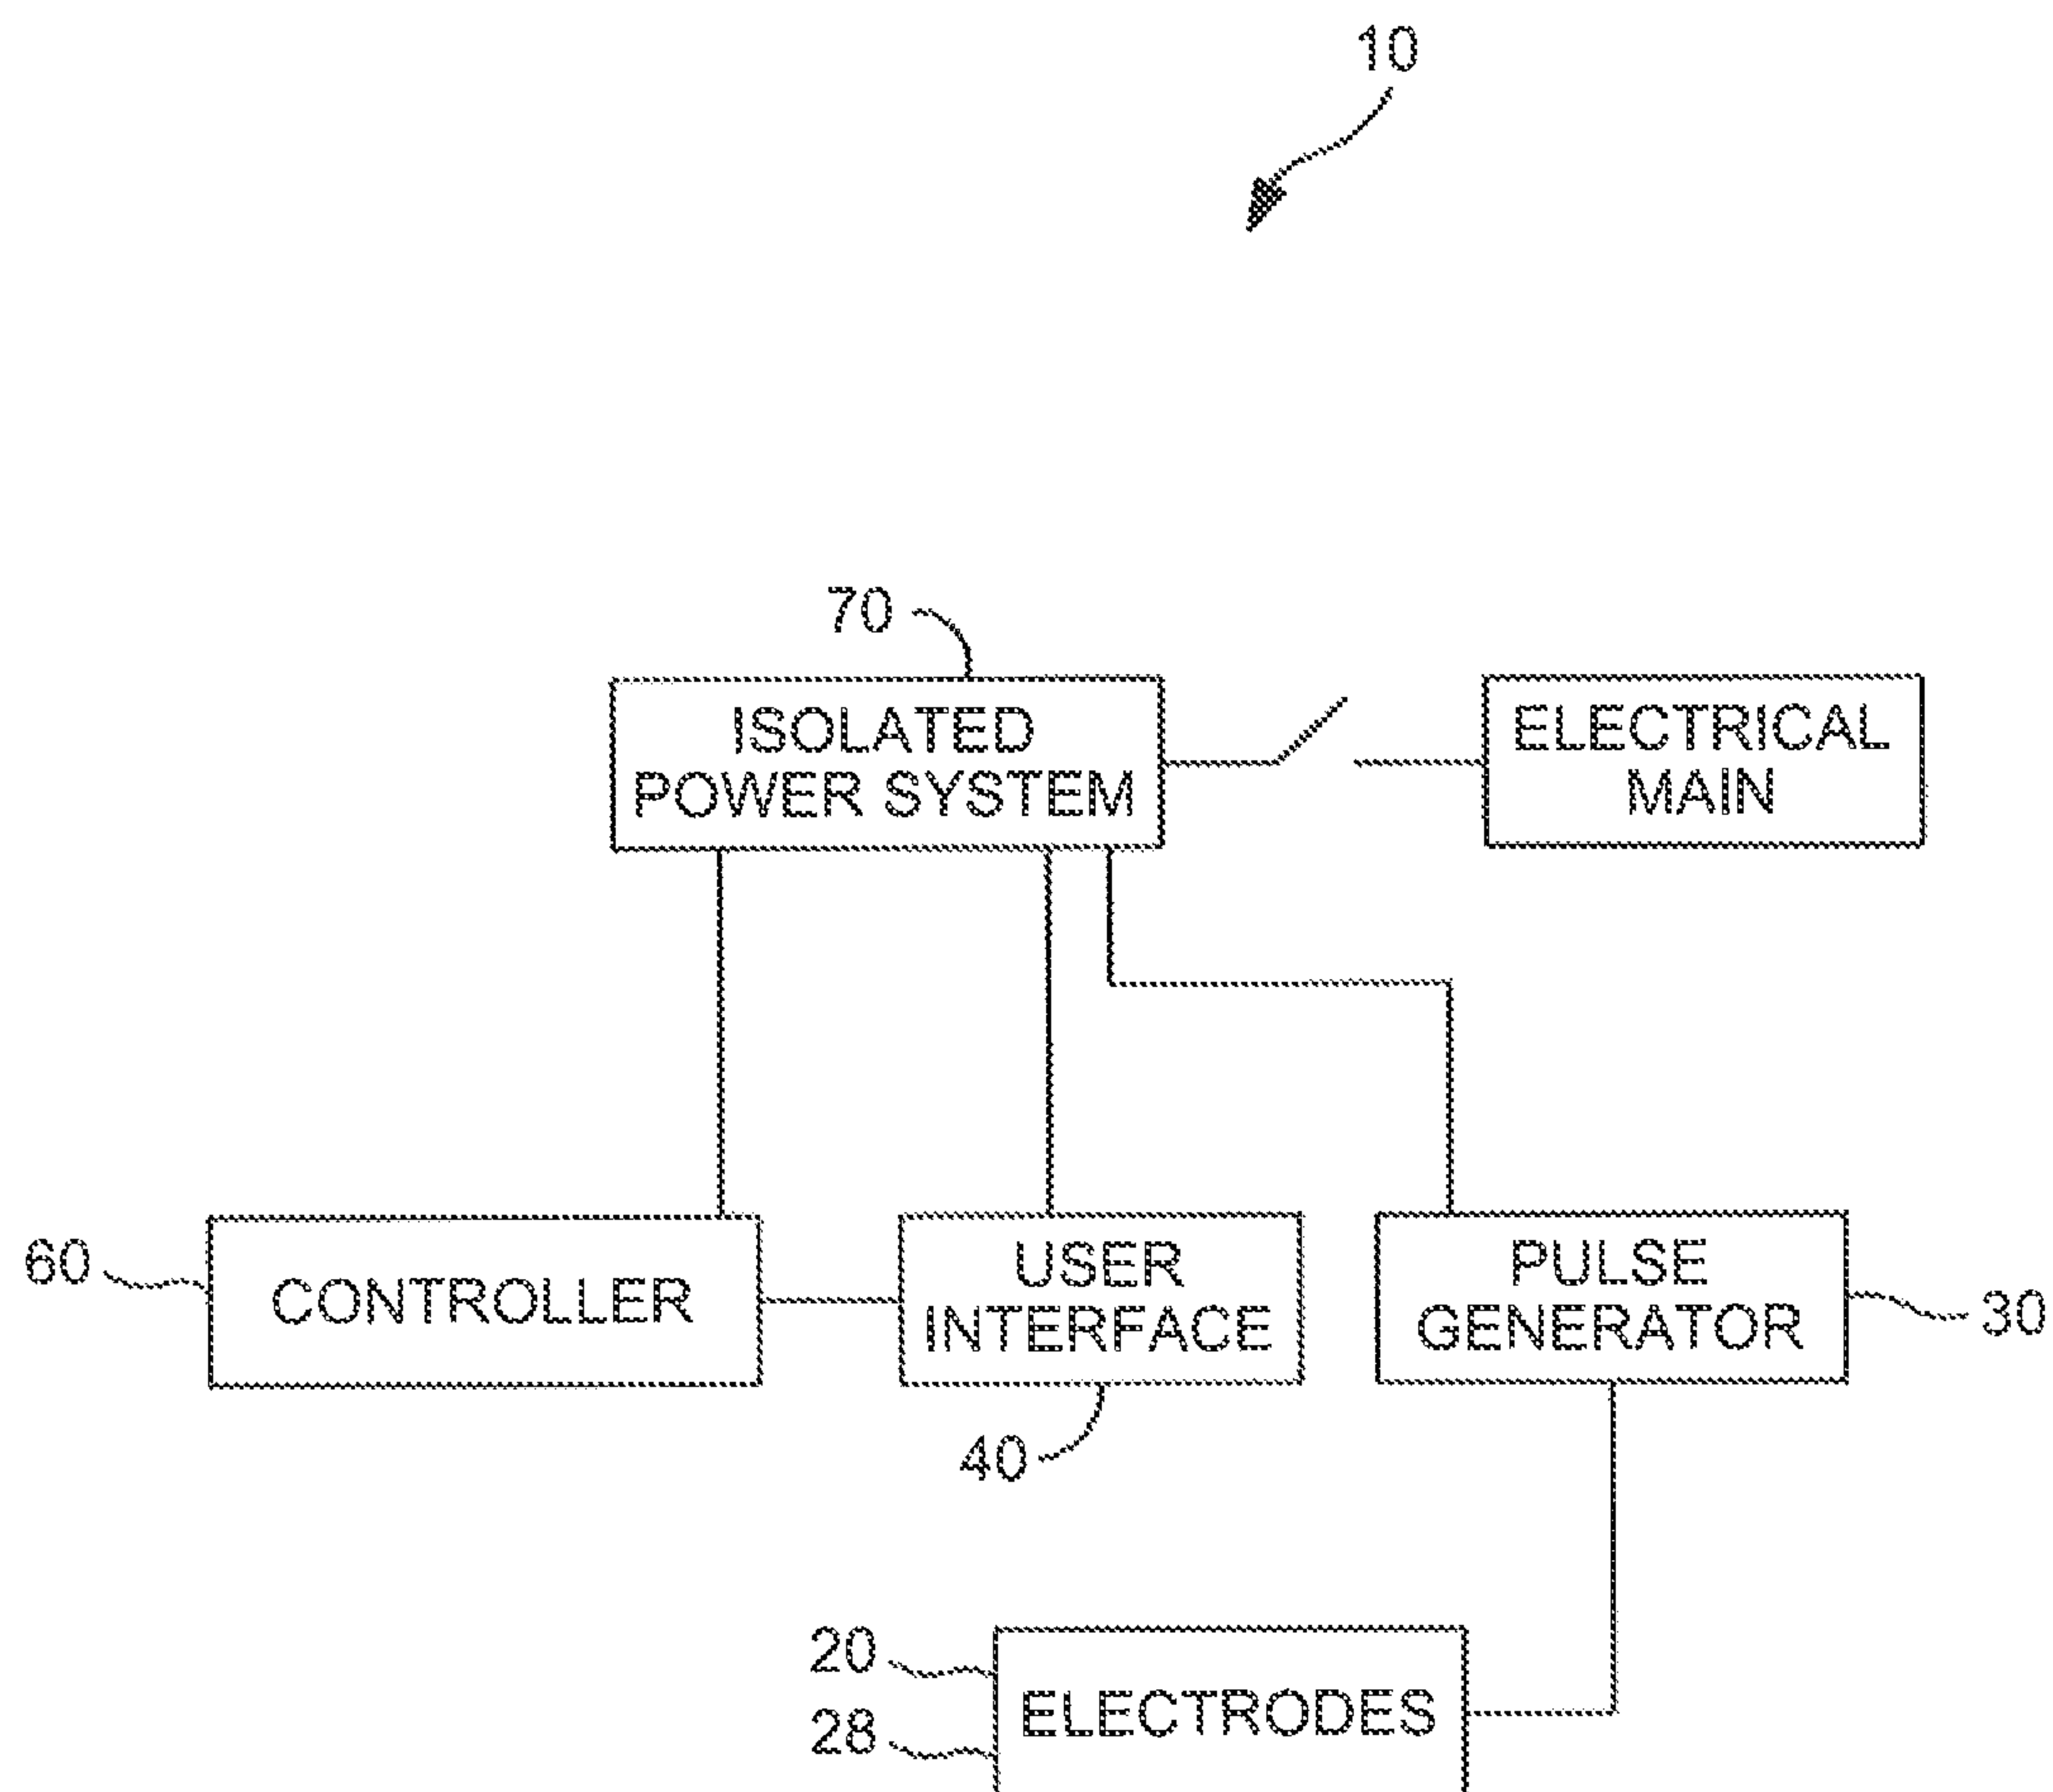 10
70
ISOLATED
POWER SYSTEM
ELECTRICAL
MAIN
60
CONTROLLER
USER
INTERFACE
PULSE
GENERATOR
30
40
20
28
ELECTRODES